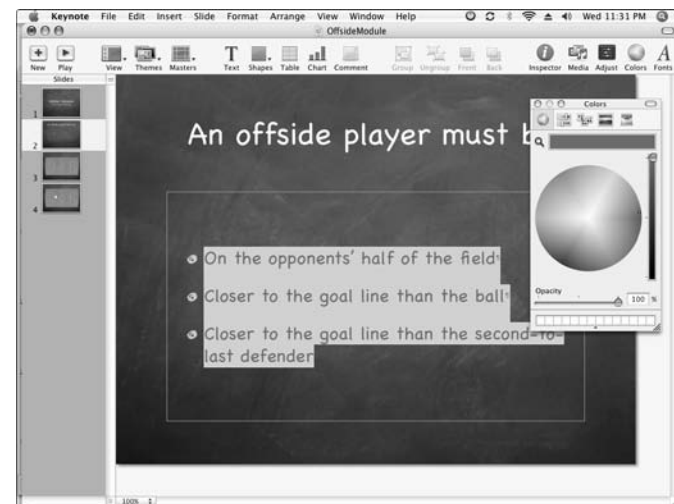 Keynote File Edit Insert Slide Format Arrange View Window Help Wed 11:31 PM
OffsideModule
New Play View Themes Masters Text Shapes Table Chart Comment Group Ungroup Front Back Inspector Media Adjust Colors Fonts
Slides
Colors
1
2
3
4
An offside player must b
On the opponents' half of the field
Closer to the goal line than the ball
Closer to the goal line than the second-to-
last defender
Opacity
100 %
100%